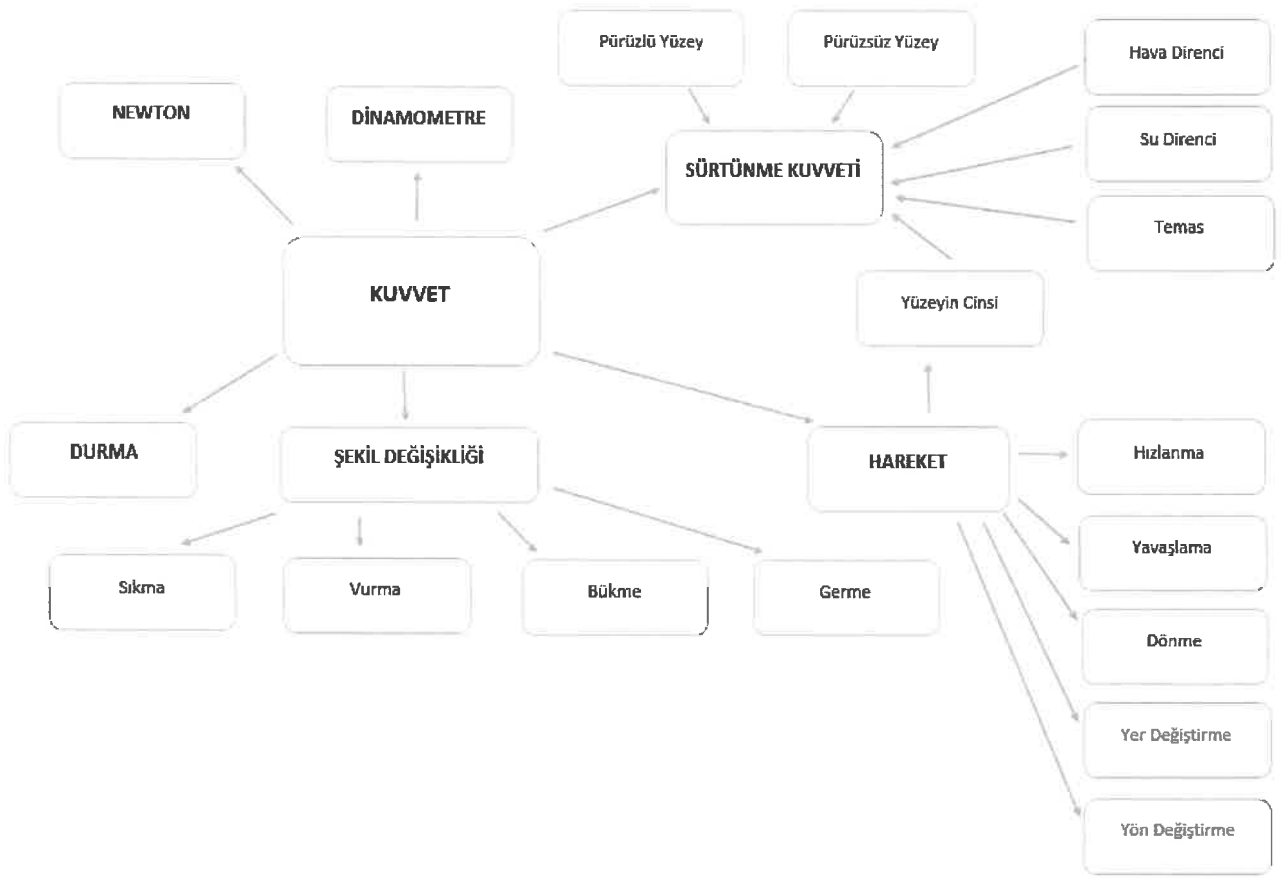 Pürüzlü Yüzey
Pürüzsüz Yüzey
Hava Direnci
NEWTON
DİNAMOMETRE
SÜRTÜNME KUVVETİ
Su Direnci
Temas
KUVVET
Yüzeyin Cinsi
DURMA
ŞEKİL DEĞİŞİKLİĞİ
HAREKET
Hızlanma
Yavaşlama
Sıkma
Vurma
Bükme
Germe
Dönme
Yer Değiştirme
Yön Değiştirme